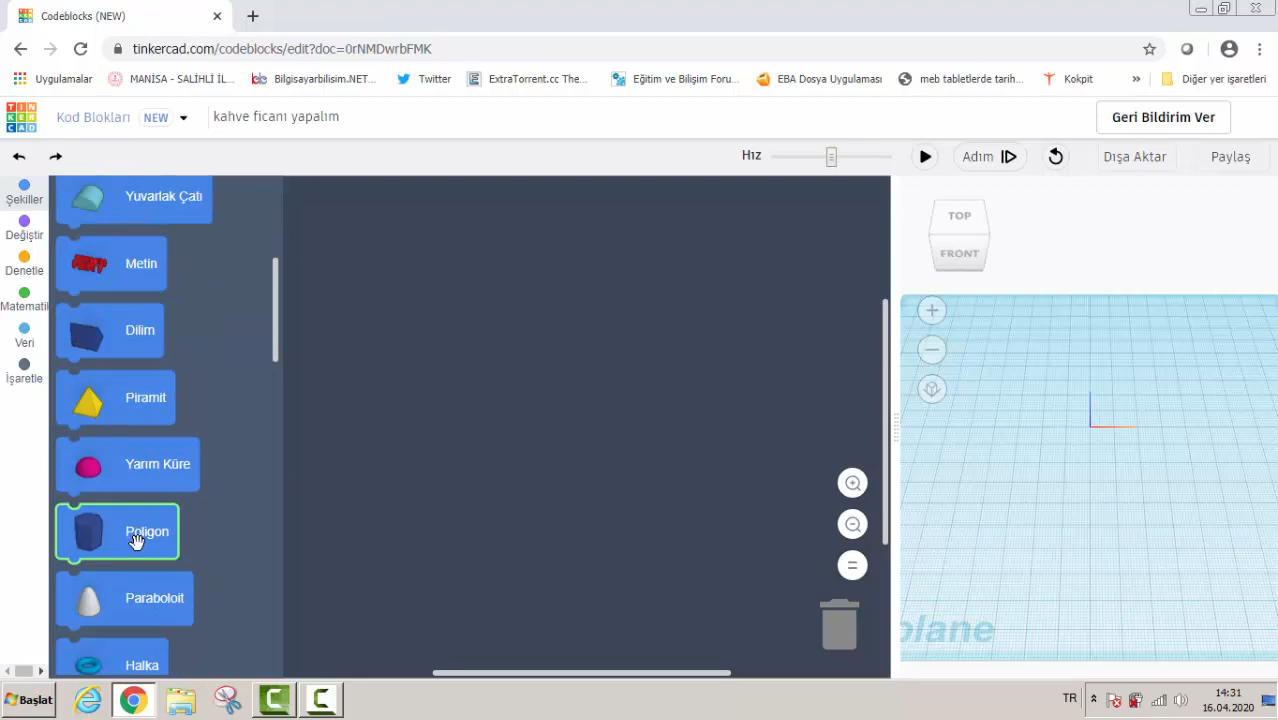 Codeblocks (NEW)
tinkercad.com/codeblocks/edit?doc=0rNMDwrbFMK
Uygulamalar
MANİSA - SALİHLİ İL...
Bilgisayarbilisim.NET...
Twitter
ExtraTorrent.cc The...
Eğitim ve Bilişim Foru...
EBA Dosya Uygulaması
meb tabletlerde tarih...
Kokpit
»
Diğer yer işaretleri
TIN
KER
CAD
Kod Blokları
NEW
kahve ficanı yapalım
Geri Bildirim Ver
Hız
Adım
Dışa Aktar
Paylaş
Şekiller
Değiştir
Denetle
Matematik
Veri
İşaretle
Yuvarlak Çatı
Metin
Dilim
Piramit
Yarım Küre
Poligon
Paraboloit
Halka
TOP
FRONT
plane
Başlat
TR
14:31
16.04.2020